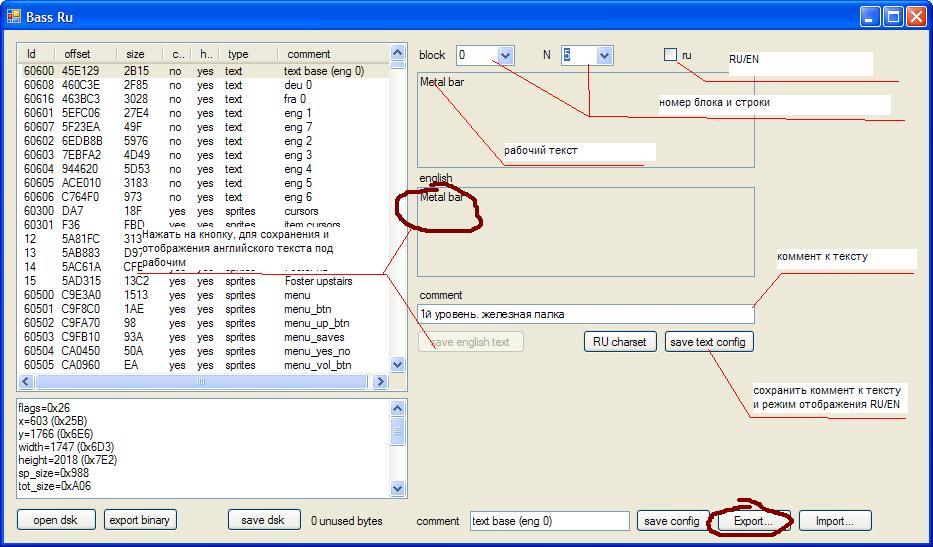 Bass Ru
Id offset size c.. h.. type comment
60600 45E129 2B15 no yes text text base (eng 0)
60608 460C3E 2F85 no yes text deu 0
60616 463BC3 3028 no yes text fra 0
60601 5EFC06 27E4 no yes text eng 1
60607 5F23EA 49F no yes text eng 7
60602 6EDB8B 5976 no yes text eng 2
60603 7EBFA2 4D49 no yes text eng 3
60604 944620 5D53 no yes text eng 4
60605 ACE010 3183 no yes text eng 5
60606 C764F0 973 no yes text eng 6
60300 DA7 18F yes yes sprites cursors
60301 F36 FBD yes yes sprites item cursors
12 5A81FC 313
13 5AB883 D97
14 5AC61A CFE
15 5AD315 13C2 yes yes sprites Foster upstairs
60500 C9E3A0 1513 yes yes sprites menu
60501 C9F8C0 1AE yes yes sprites menu_btn
60502 C9FA70 98 yes yes sprites menu_up_btn
60503 C9FB10 93A yes yes sprites menu_saves
60504 CA0450 50A yes yes sprites menu_yes_no
60505 CA0960 EA yes yes sprites menu_vol_btn
Нажать на кнопку, для сохранения и
отображения английского текста под
рабочим
flags=0x26
x=603 (0x25B)
y=1766 (0x6E6)
width=1747 (0x6D3)
height=2018 (0x7E2)
sp_size=0x988
tot_size=0xA06
block 0 N 5 ru
RU/EN
Metal bar
номер блока и строки
рабочий текст
english
Metal bar
коммент к тексту
comment
1й уровень. железная палка
save english text RU charset save text config
сохранить коммент к тексту
и режим отображения RU/EN
open dsk export binary save dsk 0 unused bytes comment text base (eng 0) save config Export... Import...